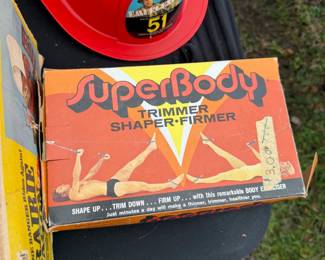 51
SuperBody
TRIMMER
SHAPER·FIRMER
$3.00
SHAPE UP...TRIM DOWN...FIRM UP...with this remarkable BODY EXERCISER
Just minutes a day will make a thinner, trimmer, healthier you.